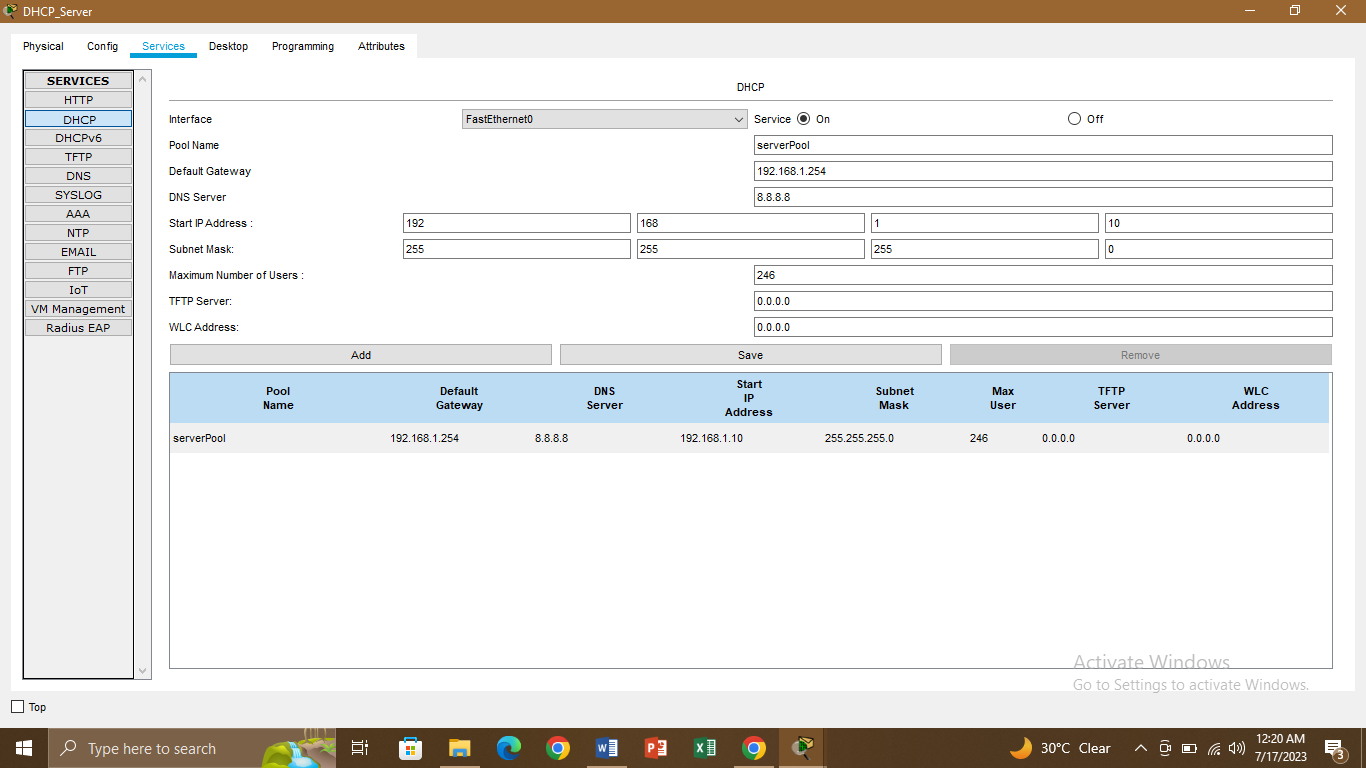 DHCP_Server
Physical Config Services Desktop Programming Attributes
SERVICES
HTTP
DHCP
DHCPv6
TFTP
DNS
SYSLOG
AAA
NTP
EMAIL
FTP
IoT
VM Management
Radius EAP
DHCP
Interface FastEthernet0 Service On Off
Pool Name serverPool
Default Gateway 192.168.1.254
DNS Server 8.8.8.8
Start IP Address : 192 168 1 10
Subnet Mask: 255 255 255 0
Maximum Number of Users : 246
TFTP Server: 0.0.0.0
WLC Address: 0.0.0.0
Add Save Remove
Pool Name Default Gateway DNS Server Start IP Address Subnet Mask Max User TFTP Server WLC Address
serverPool 192.168.1.254 8.8.8.8 192.168.1.10 255.255.255.0 246 0.0.0.0 0.0.0.0
Activate Windows
Go to Settings to activate Windows.
Top
Type here to search
30°C Clear
12:20 AM
7/17/2023
3